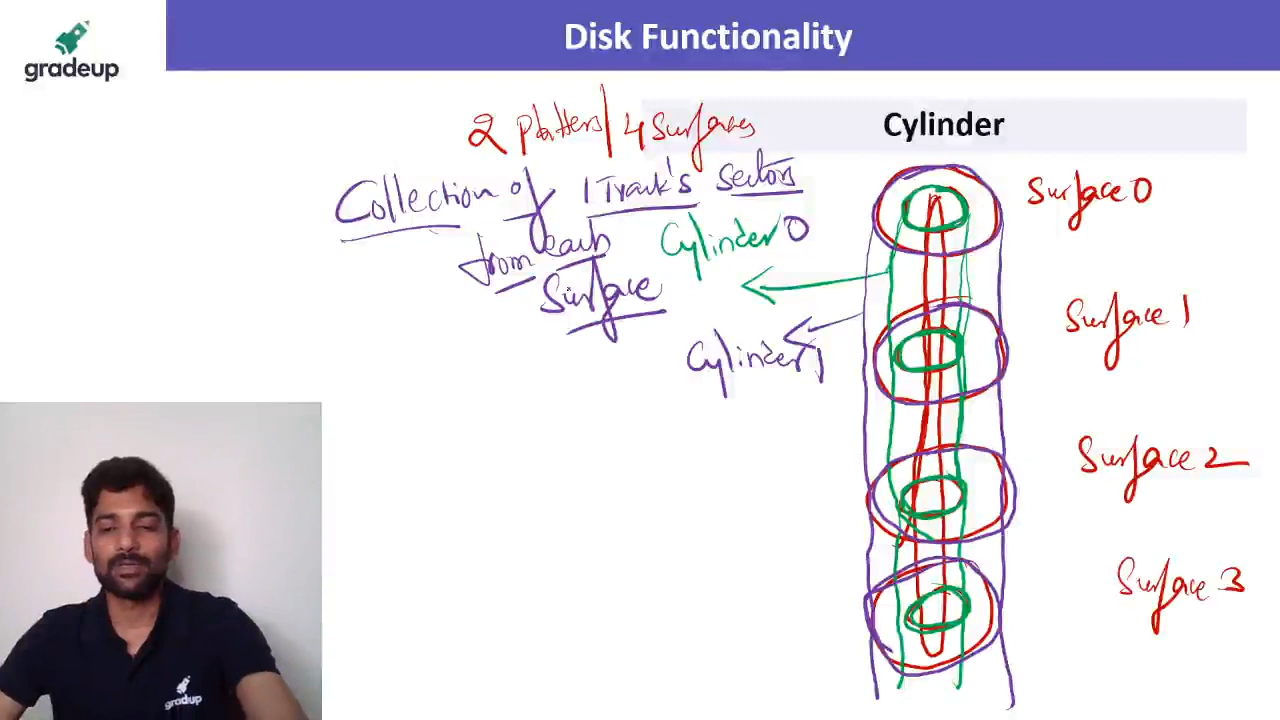 Disk Functionality
gradeup
Cylinder
2 Platters / 4 Surfaces
Collection of 1 Track's sectors
from each
Surface
Cylinder 0
Cylinder 1
Surface 0
Surface 1
Surface 2
Surface 3
gradeup